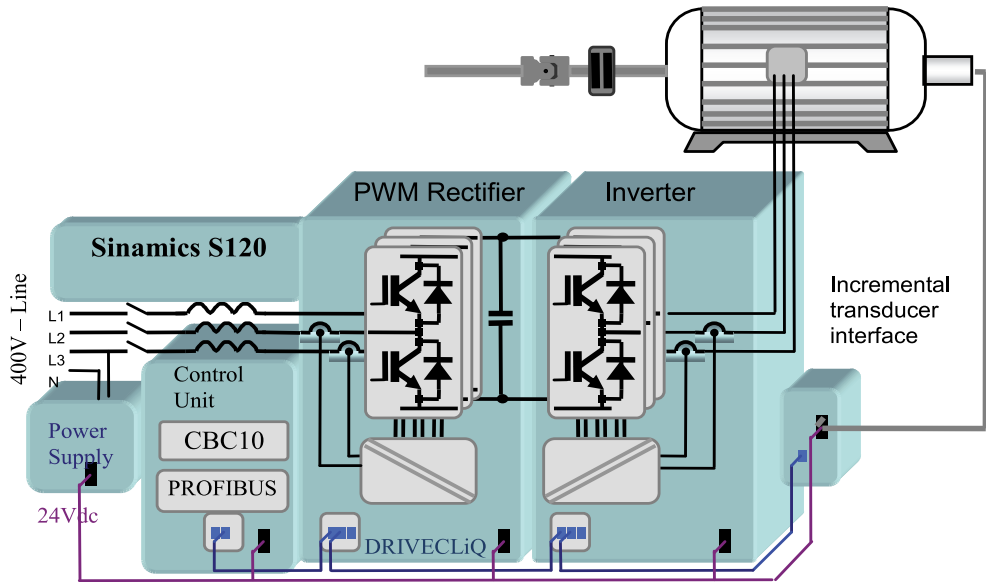 PWM Rectifier
Inverter
Sinamics S120
400V – Line
L1
L2
L3
N
Incremental
transducer
interface
Control
Unit
CBC10
PROFIBUS
Power
Supply
24Vdc
DRIVECLiQ